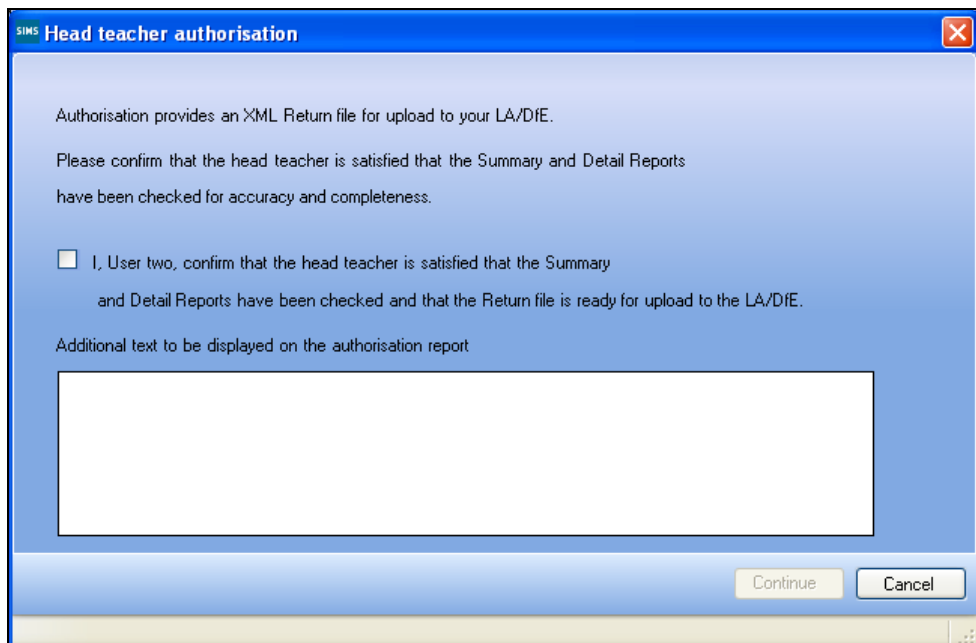 SIMS Head teacher authorisation
Authorisation provides an XML Return file for upload to your LA/DfE.
Please confirm that the head teacher is satisfied that the Summary and Detail Reports
have been checked for accuracy and completeness.
I, User two, confirm that the head teacher is satisfied that the Summary
and Detail Reports have been checked and that the Return file is ready for upload to the LA/DfE.
Additional text to be displayed on the authorisation report
Continue Cancel